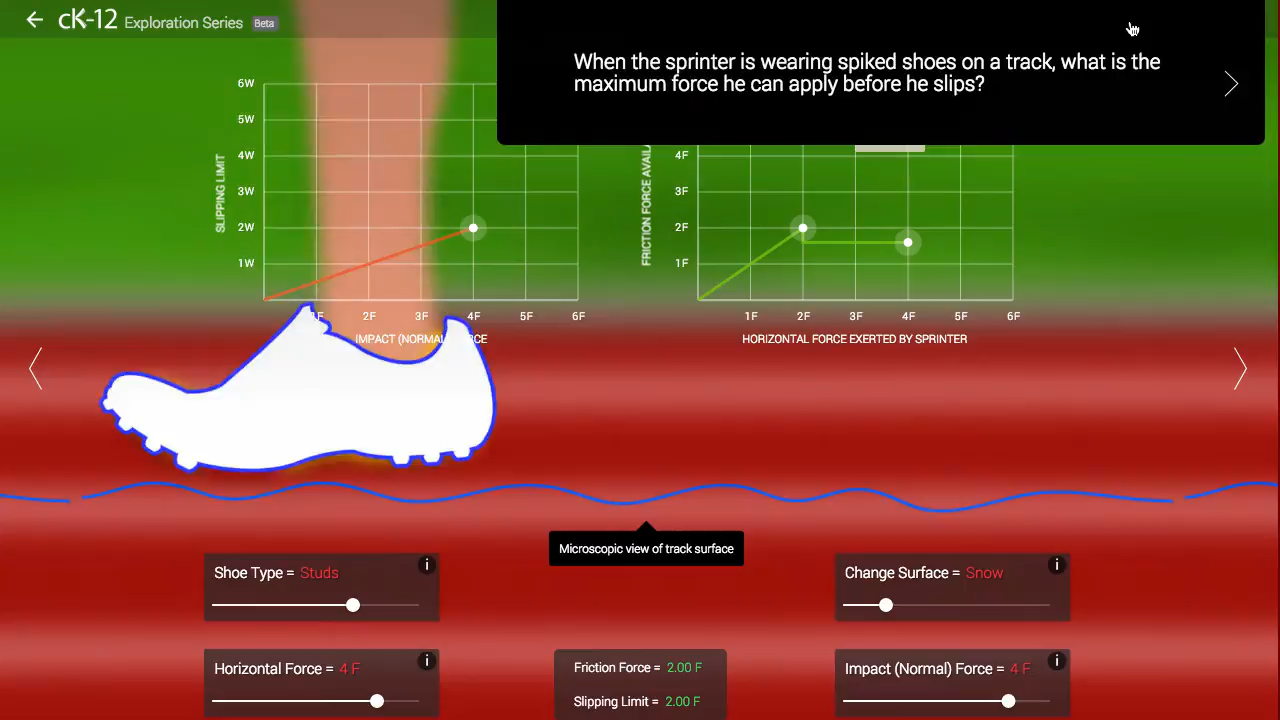 cK-12 Exploration Series Beta
When the sprinter is wearing spiked shoes on a track, what is the
maximum force he can apply before he slips?
SLIPPING LIMIT
6W
5W
4W
3W
2W
1W
1F 2F 3F 4F 5F 6F
IMPACT (NORMAL
FRICTION FORCE
4F
3F
2F
1F
1F 2F 3F 4F 5F 6F
HORIZONTAL FORCE EXERTED BY SPRINTER
Microscopic view of track surface
Shoe Type = Studs
i
Change Surface = Snow
i
Horizontal Force = 4 F
i
Friction Force = 2.00 F
Slipping Limit = 2.00 F
Impact (Normal) Force = 4 F
i